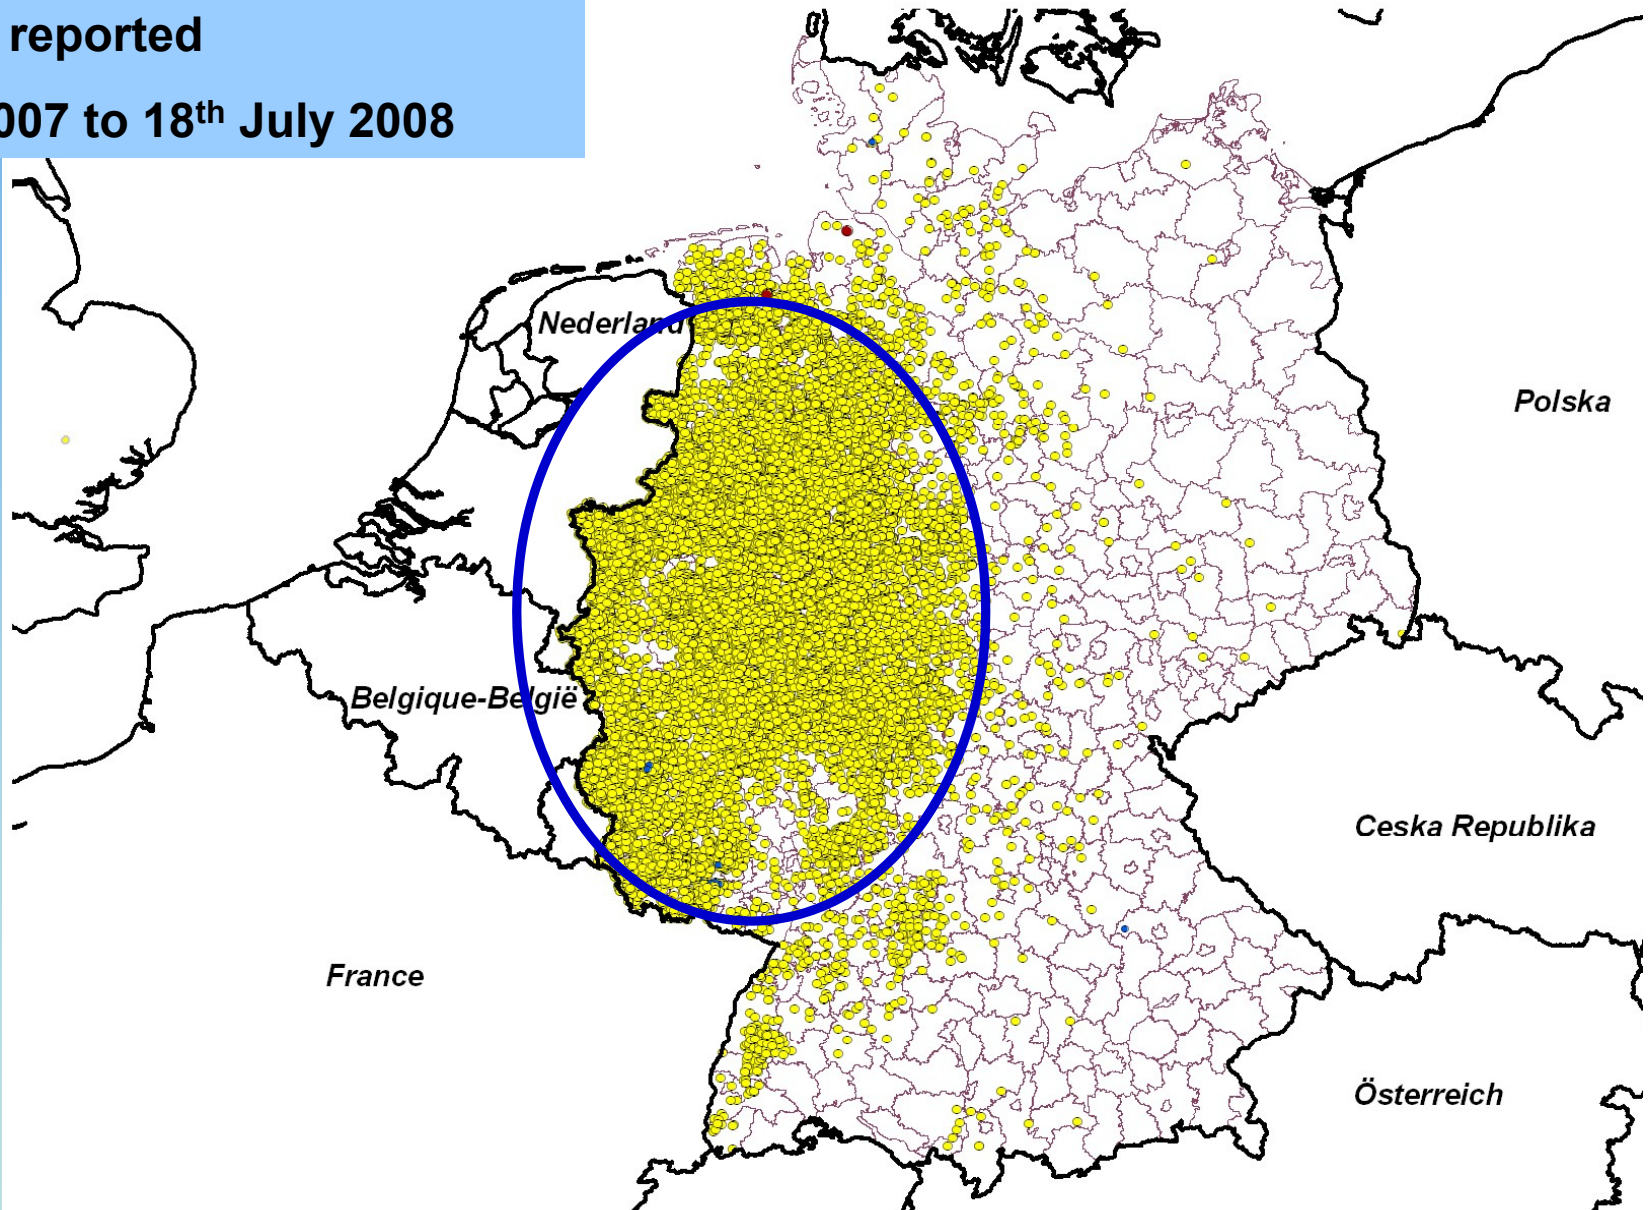 reported
007 to 18th July 2008
Nederland
Polska
Belgique-België
Ceska Republika
France
Österreich